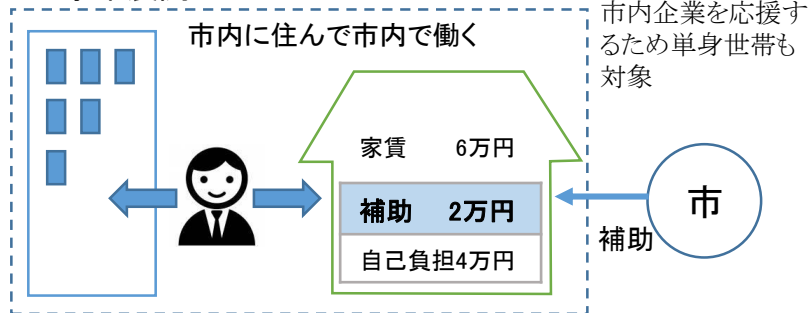 市内に住んで市内で働く
市内企業を応援す
るため単身世帯も
対象
家賃 6万円
補助 2万円
自己負担4万円
市
補助